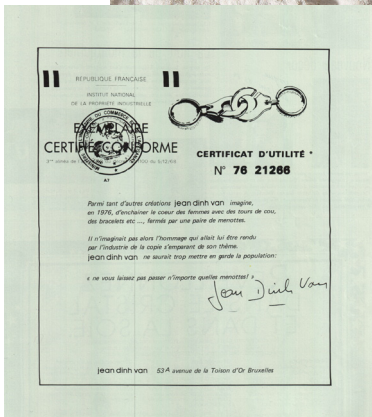 REPUBLIQUE FRANÇAISE
INSTITUT NATIONAL
DE LA PROPRIETE INDUSTRIELLE
EXEMPLAIRE
CERTIFIE CONFORME
CERTIFICAT D'UTILITÉ *
N° 76 21266
Parmi tant d'autres créations jean dinh van imagine,
en 1976, d'enchainer le coeur des femmes avec des tours de cou,
des bracelets etc ..., fermés par une paire de menottes.
Il n'imaginait pas alors l'hommage qui allait lui être rendu
par l'industrie de la copie s'emparant de son thème.
jean dinh van ne saurait trop mettre en garde la population:
« ne vous laissez pas passer n'importe quelles menottes! »
Jean Dinh Van
jean dinh van 53A avenue de la Toison d'Or Bruxelles